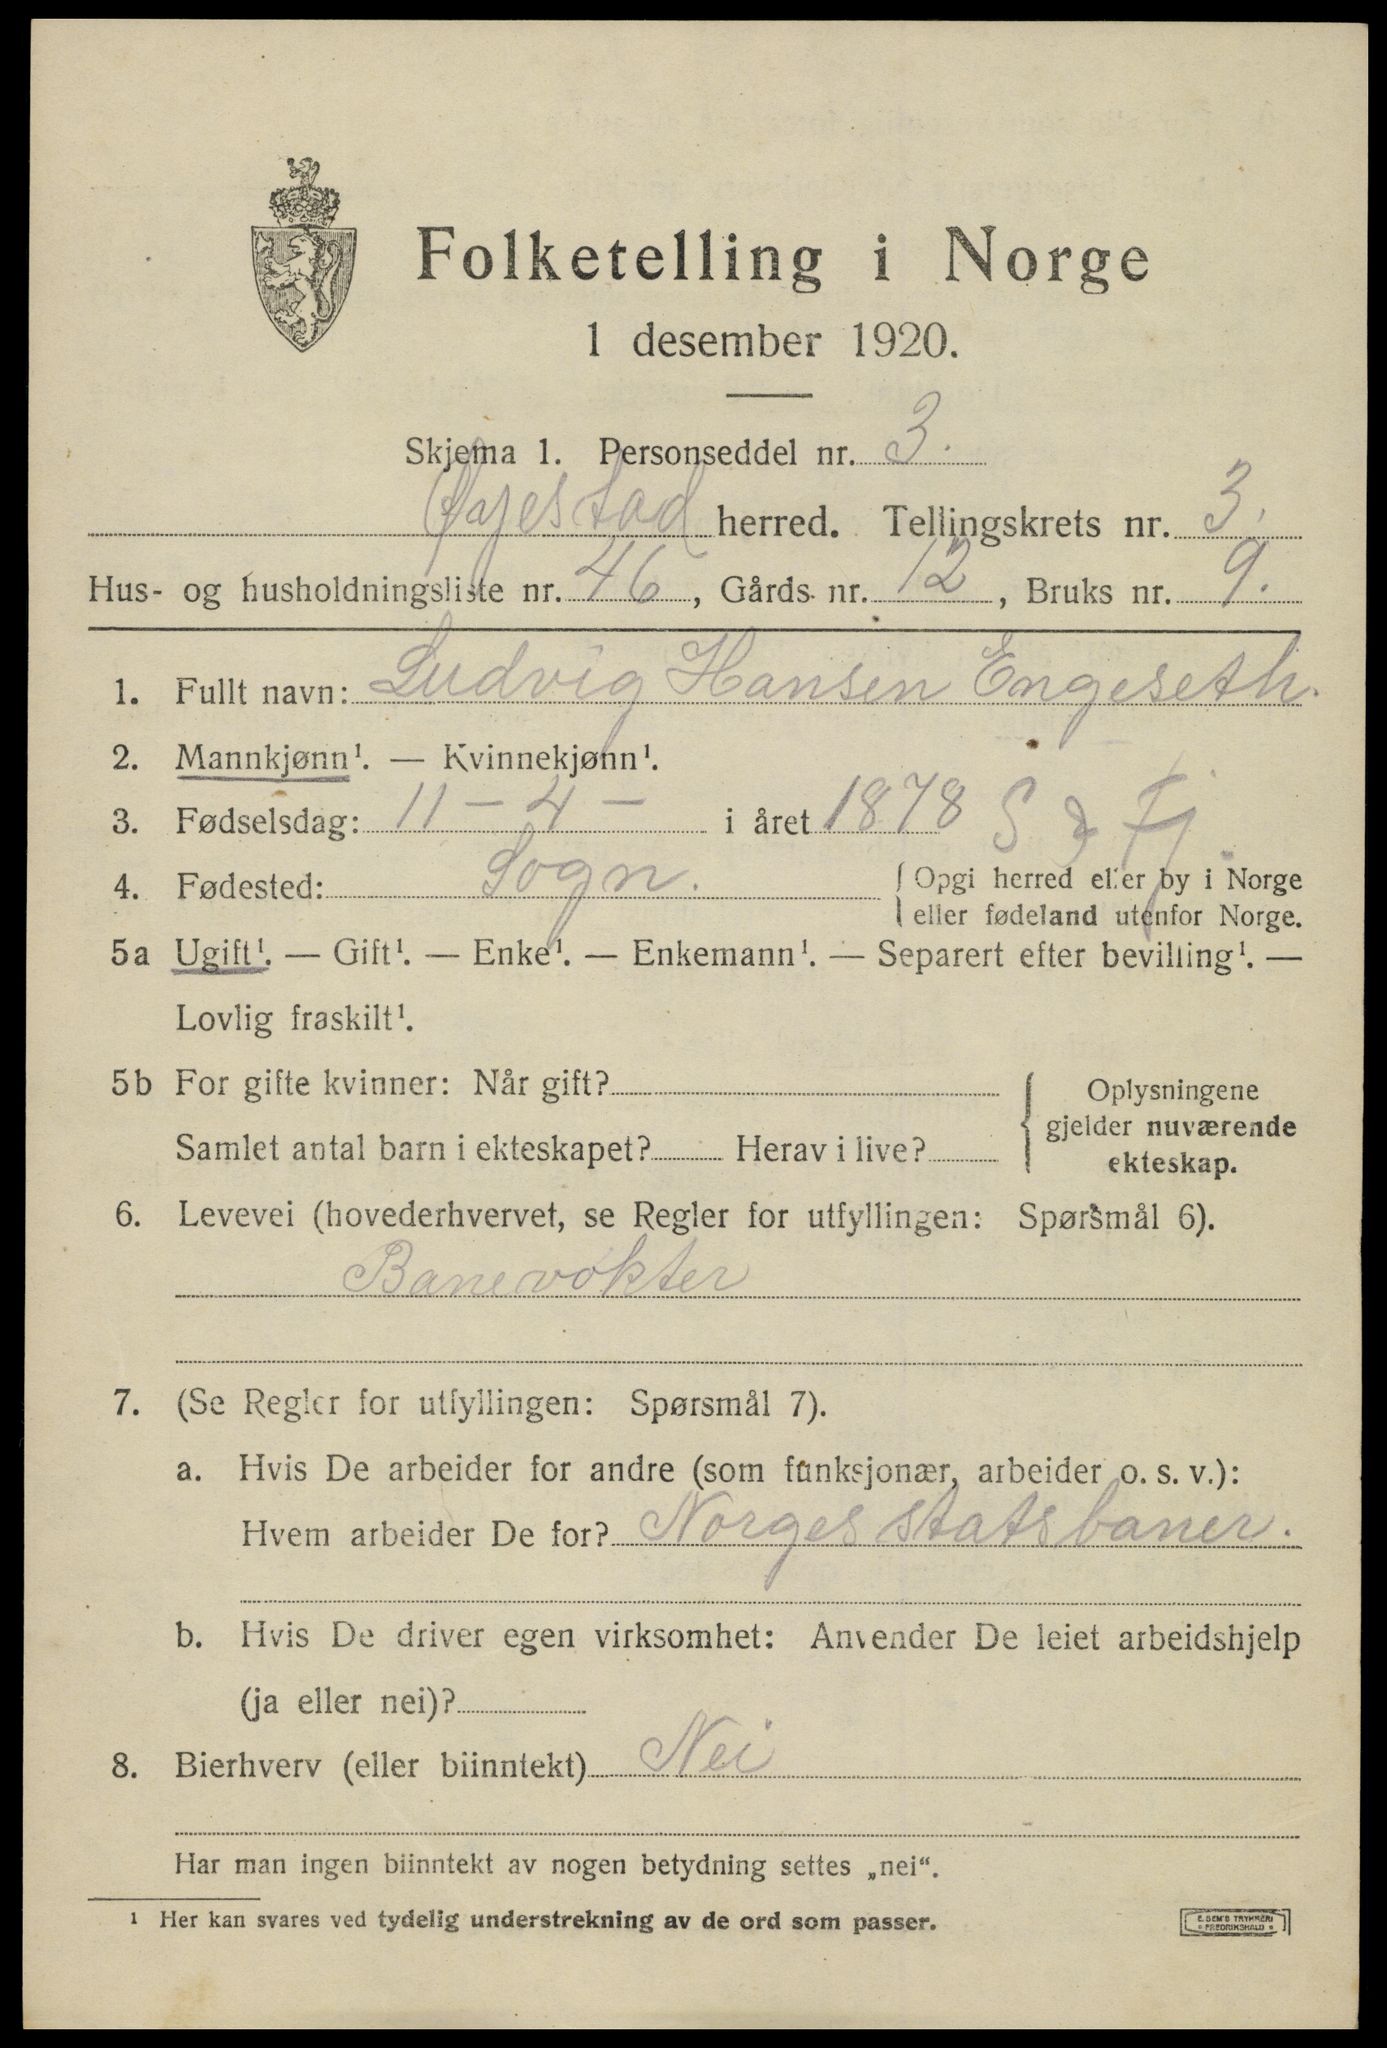 Folketelling i Norge
1 desember 1920.
Skjema 1. Personseddel nr. 3.
Øyestad herred. Tellingskrets nr. 3.
Hus- og husholdningsliste nr. 46, Gårds nr. 12, Bruks nr. 9.
1. Fullt navn: Ludvig Hansen Engeseth.
2. Mannkjønn¹. — Kvinnekjønn¹.
3. Fødselsdag: 11 – 4 – i året 1878 S & Fj.
4. Fødested: Sogn. {Opgi herred eller by i Norge
eller fødeland utenfor Norge.
5a Ugift¹. — Gift¹. — Enke¹. — Enkemann¹. — Separert efter bevilling¹. —
Lovlig fraskilt¹.
5b For gifte kvinner: Når gift? { Oplysningene
gjelder nuværende
Samlet antal barn i ekteskapet? Herav i live?
ekteskap.
6. Levevei (hovederhvervet, se Regler for utfyllingen: Spørsmål 6).
Banevokter
7. (Se Regler for utfyllingen: Spørsmål 7).
a. Hvis De arbeider for andre (som funksjonær, arbeider o. s. v.):
Hvem arbeider De for? Norges statsbaner.
b. Hvis De driver egen virksomhet: Anvender De leiet arbeidshjelp
(ja eller nei)?
8. Bierhverv (eller biinntekt) Nei
Har man ingen biinntekt av nogen betydning settes „nei“.
¹ Her kan svares ved tydelig understrekning av de ord som passer.
E. SEM'S TRYKKERI
FREDRIKSHALD